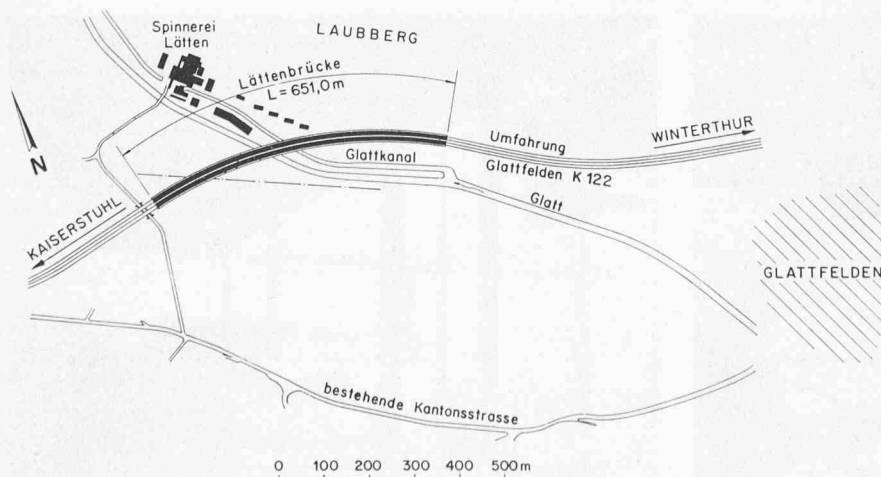 Spinnerei
Lätten
LAUBBERG
Lättenbrücke
L = 651,0 m
Umfahrung
WINTERTHUR
Glattkanal
Glattfelden K 122
N
Glatt
KAISERSTUHL
GLATTFELDEN
bestehende Kantonsstrasse
0 100 200 300 400 500 m